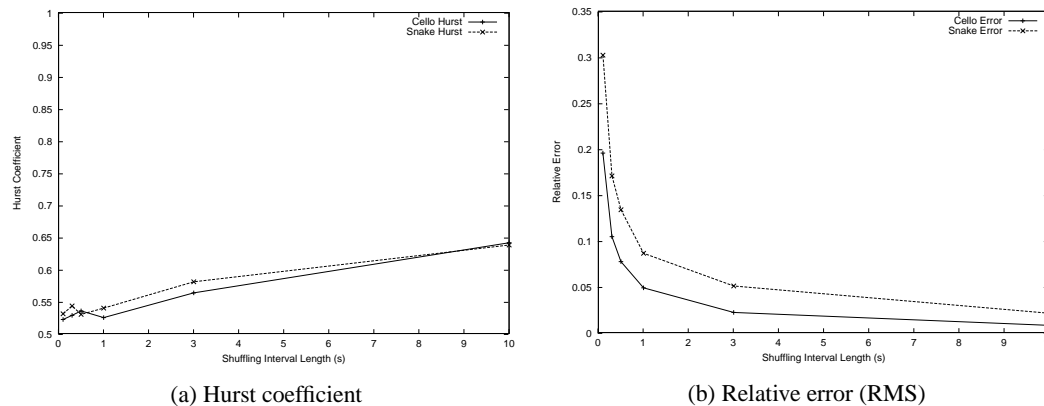 1
0.95
0.9
0.85
0.8
0.75
0.7
0.65
0.6
0.55
0.5
Hurst Coefficient
Cello Hurst
Snake Hurst
0 1 2 3 4 5 6 7 8 9 10
Shuffling Interval Length (s)
(a) Hurst coefficient
0.35
0.3
0.25
0.2
0.15
0.1
0.05
0
Relative Error
Cello Error
Snake Error
0 1 2 3 4 5 6 7 8 9
Shuffling Interval Length (s)
(b) Relative error (RMS)